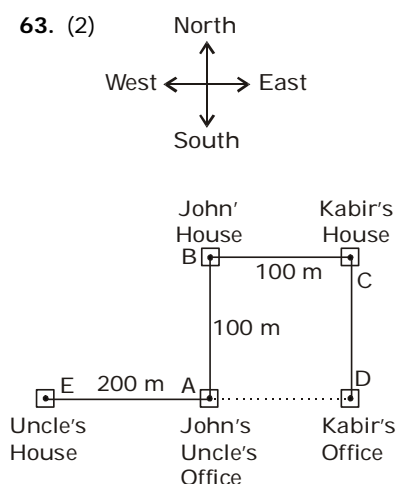 63. (2)
North
West East
South
John' Kabir's
House House
B
100 m
C
100 m
E 200 m A D
Uncle's John's Kabir's
House Uncle's Office
Office